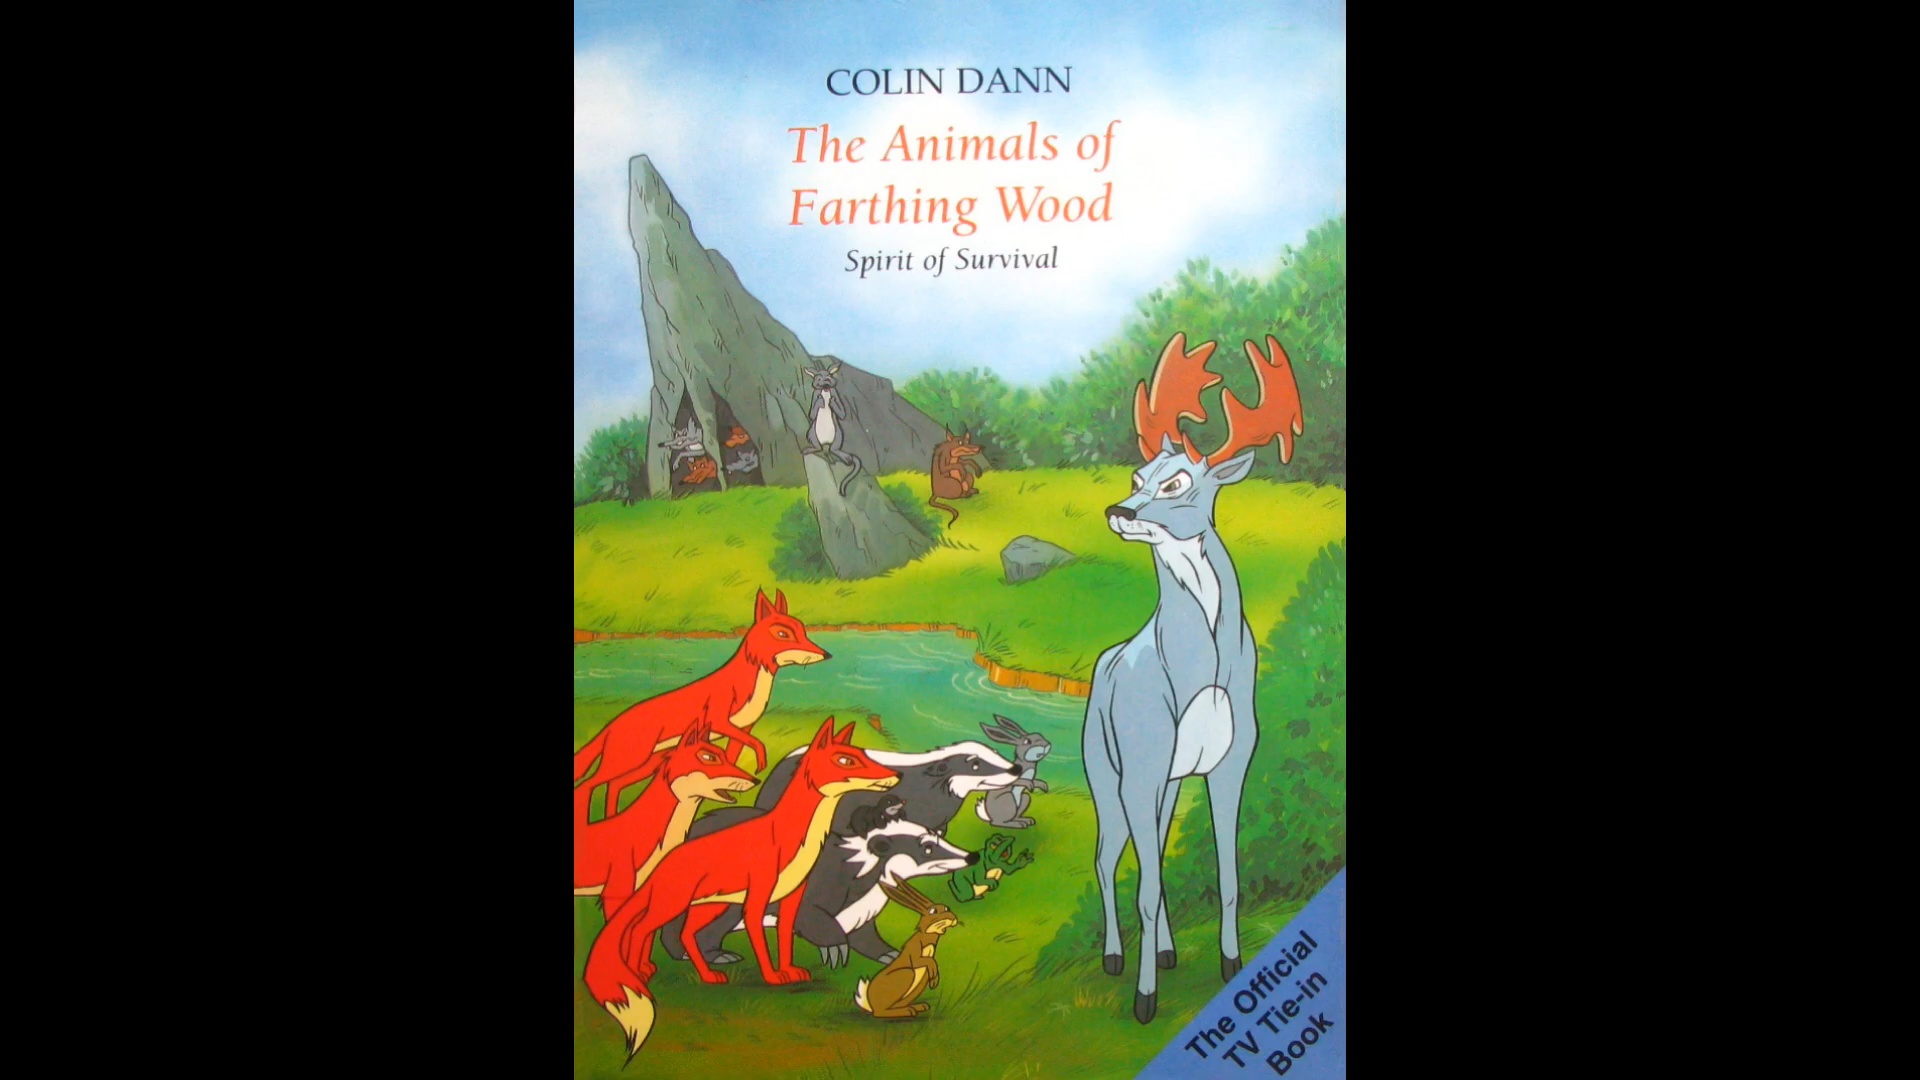 COLIN DANN
The Animals of
Farthing Wood
Spirit of Survival
The Official
TV Tie-in
Book